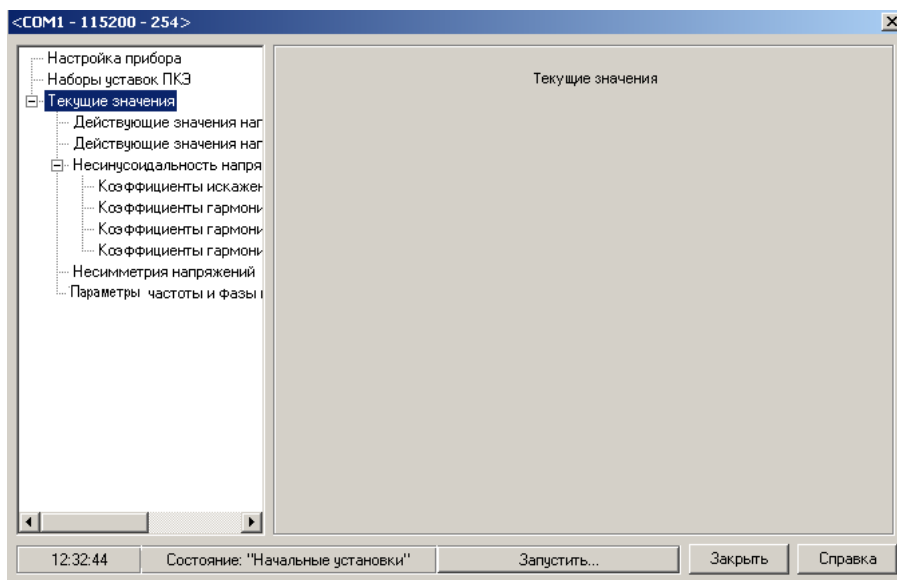 <COM1 - 115200 - 254>
Настройка прибора
Наборы уставок ПКЭ
Текущие значения
Действующие значения наг
Действующие значения наг
Несинусоидальность напря
Коэффициенты искажен
Коэффициенты гармони
Коэффициенты гармони
Коэффициенты гармони
Несимметрия напряжений
Параметры частоты и фазы
Текущие значения
12:32:44
Состояние: "Начальные установки"
Запустить...
Закрыть
Справка